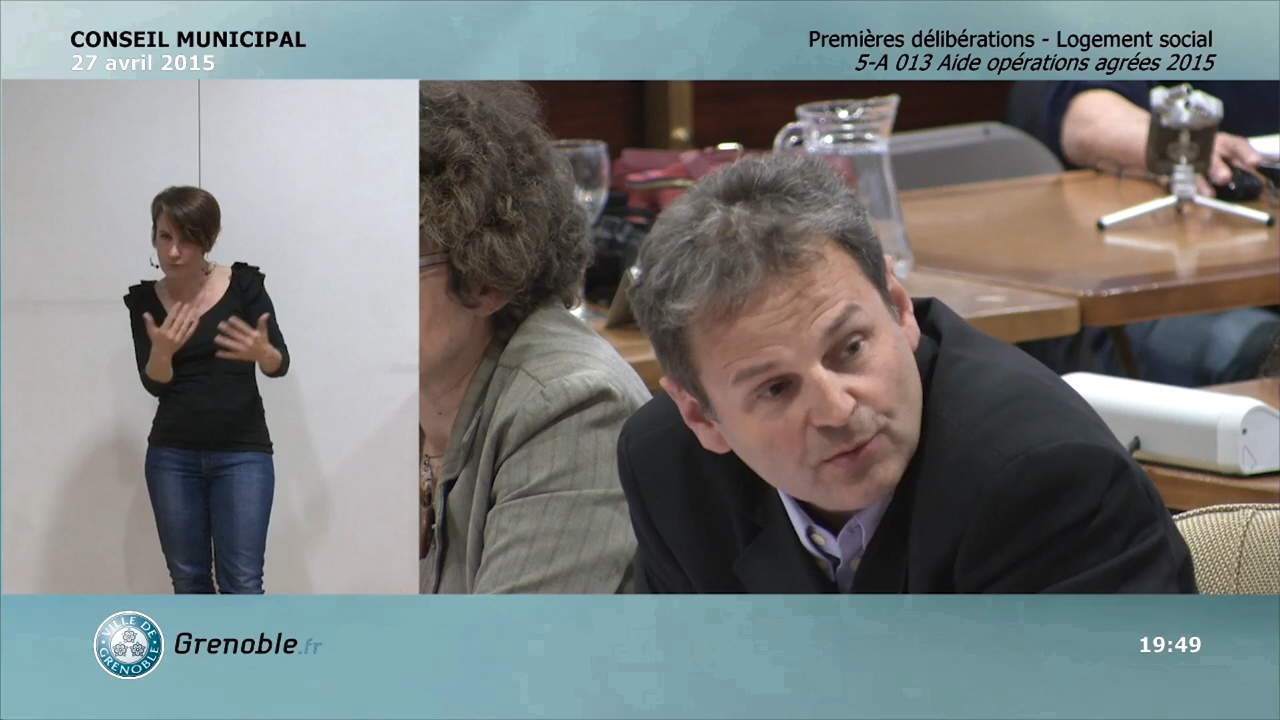 CONSEIL MUNICIPAL
27 avril 2015
Premières délibérations - Logement social
5-A 013 Aide opérations agrées 2015
VILLE DE GRENOBLE
Grenoble.fr
19:49